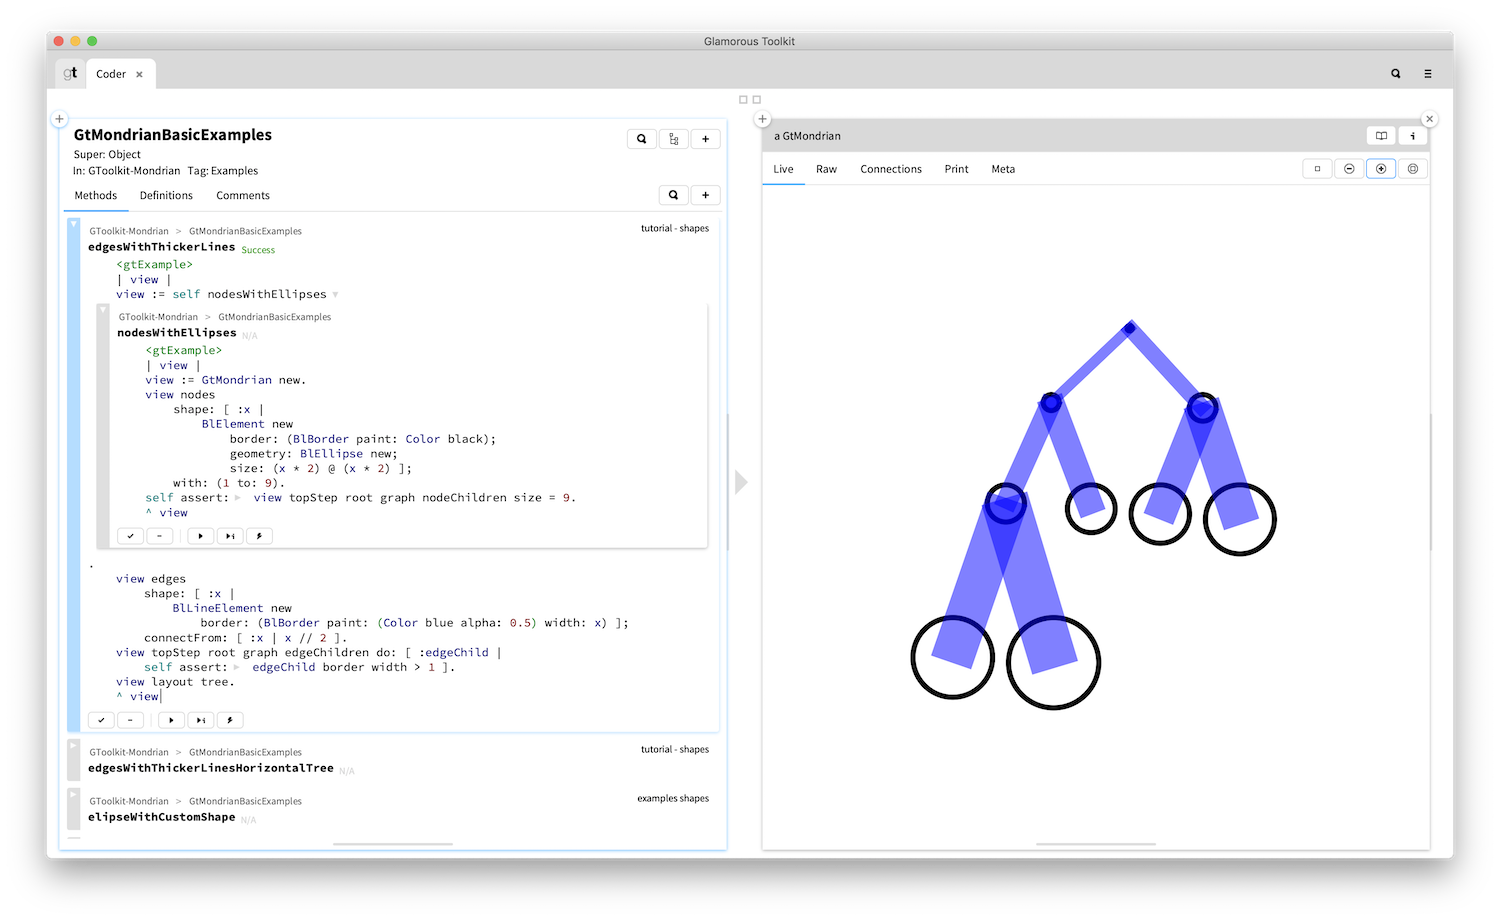 Glamorous Toolkit
gt
Coder ×
GtMondrianBasicExamples
Super: Object
In: GToolkit-Mondrian Tag: Examples
Methods Definitions Comments
GToolkit-Mondrian > GtMondrianBasicExamples
tutorial - shapes
edgesWithThickerLines Success
<gtExample>
| view |
view := self nodesWithEllipses
GToolkit-Mondrian > GtMondrianBasicExamples
nodesWithEllipses N/A
<gtExample>
| view |
view := GtMondrian new.
view nodes
shape: [ :x |
BlElement new
border: (BlBorder paint: Color black);
geometry: BlEllipse new;
size: (x * 2) @ (x * 2) ];
with: (1 to: 9).
self assert: view topStep root graph nodeChildren size = 9.
^ view
.
view edges
shape: [ :x |
BlLineElement new
border: (BlBorder paint: (Color blue alpha: 0.5) width: x) ];
connectFrom: [ :x | x // 2 ].
view topStep root graph edgeChildren do: [ :edgeChild |
self assert: edgeChild border width > 1 ].
view layout tree.
^ view
GToolkit-Mondrian > GtMondrianBasicExamples
tutorial - shapes
edgesWithThickerLinesHorizontalTree N/A
GToolkit-Mondrian > GtMondrianBasicExamples
examples shapes
elipseWithCustomShape N/A
a GtMondrian
Live Raw Connections Print Meta